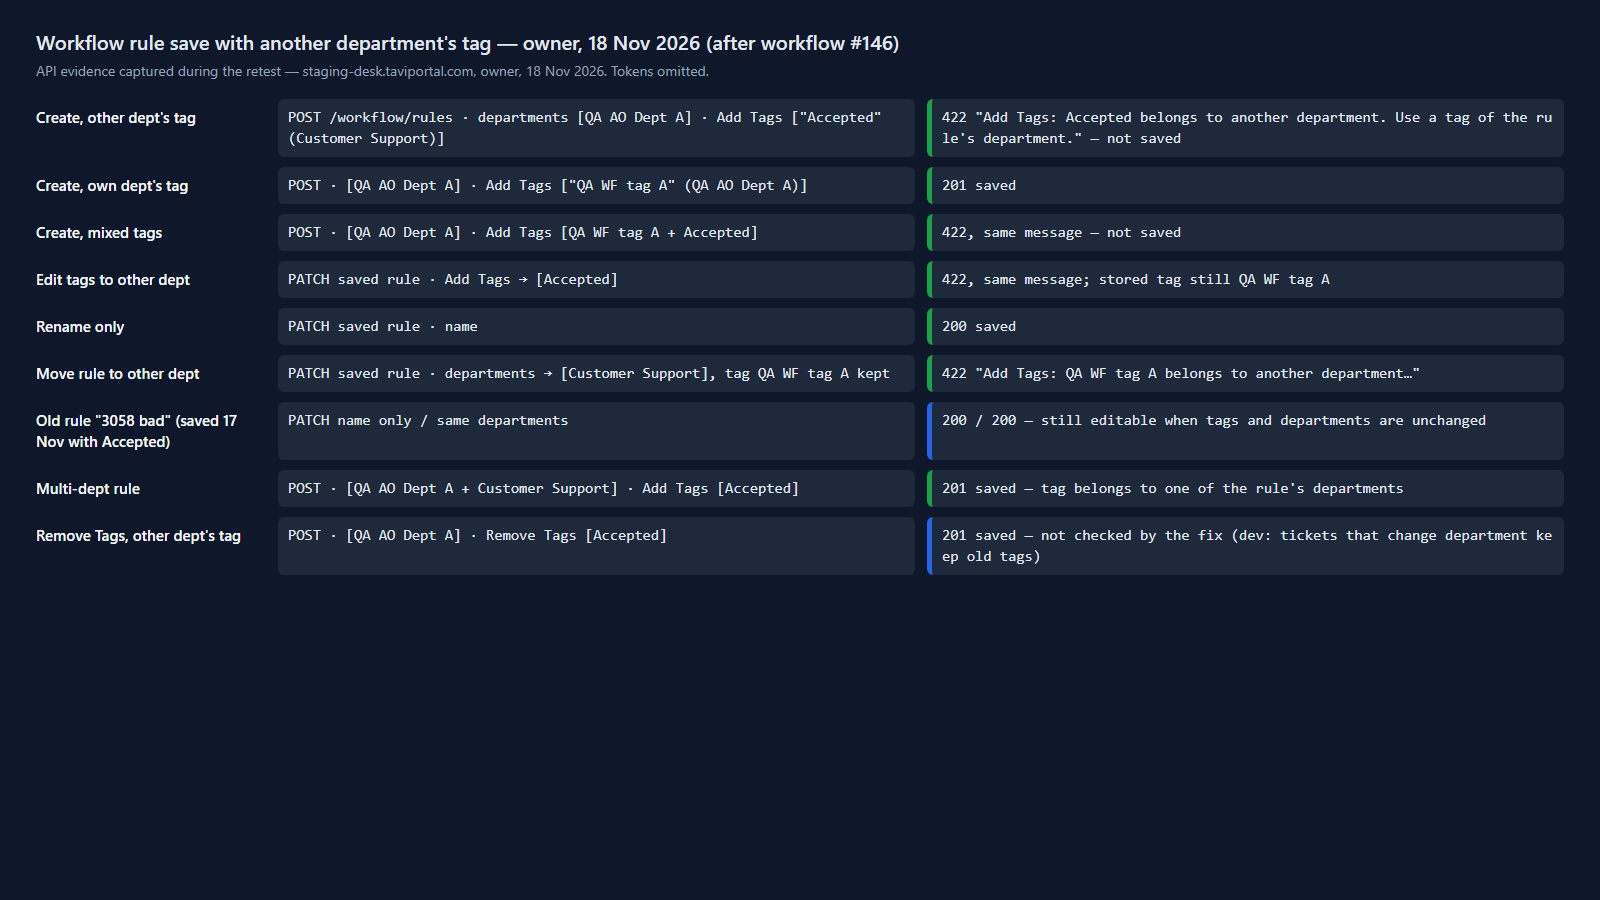 Workflow rule save with another department's tag — owner, 18 Nov 2026 (after workflow #146)
API evidence captured during the retest — staging-desk.taviportal.com, owner, 18 Nov 2026. Tokens omitted.
Create, other dept's tag
POST /workflow/rules · departments [QA AO Dept A] · Add Tags ["Accepted"
(Customer Support)]
422 "Add Tags: Accepted belongs to another department. Use a tag of the ru
le's department." — not saved
Create, own dept's tag
POST · [QA AO Dept A] · Add Tags ["QA WF tag A" (QA AO Dept A)]
201 saved
Create, mixed tags
POST · [QA AO Dept A] · Add Tags [QA WF tag A + Accepted]
422, same message — not saved
Edit tags to other dept
PATCH saved rule · Add Tags → [Accepted]
422, same message; stored tag still QA WF tag A
Rename only
PATCH saved rule · name
200 saved
Move rule to other dept
PATCH saved rule · departments → [Customer Support], tag QA WF tag A kept
422 "Add Tags: QA WF tag A belongs to another department…"
Old rule "3058 bad" (saved 17
Nov with Accepted)
PATCH name only / same departments
200 / 200 — still editable when tags and departments are unchanged
Multi-dept rule
POST · [QA AO Dept A + Customer Support] · Add Tags [Accepted]
201 saved — tag belongs to one of the rule's departments
Remove Tags, other dept's tag
POST · [QA AO Dept A] · Remove Tags [Accepted]
201 saved — not checked by the fix (dev: tickets that change department ke
ep old tags)